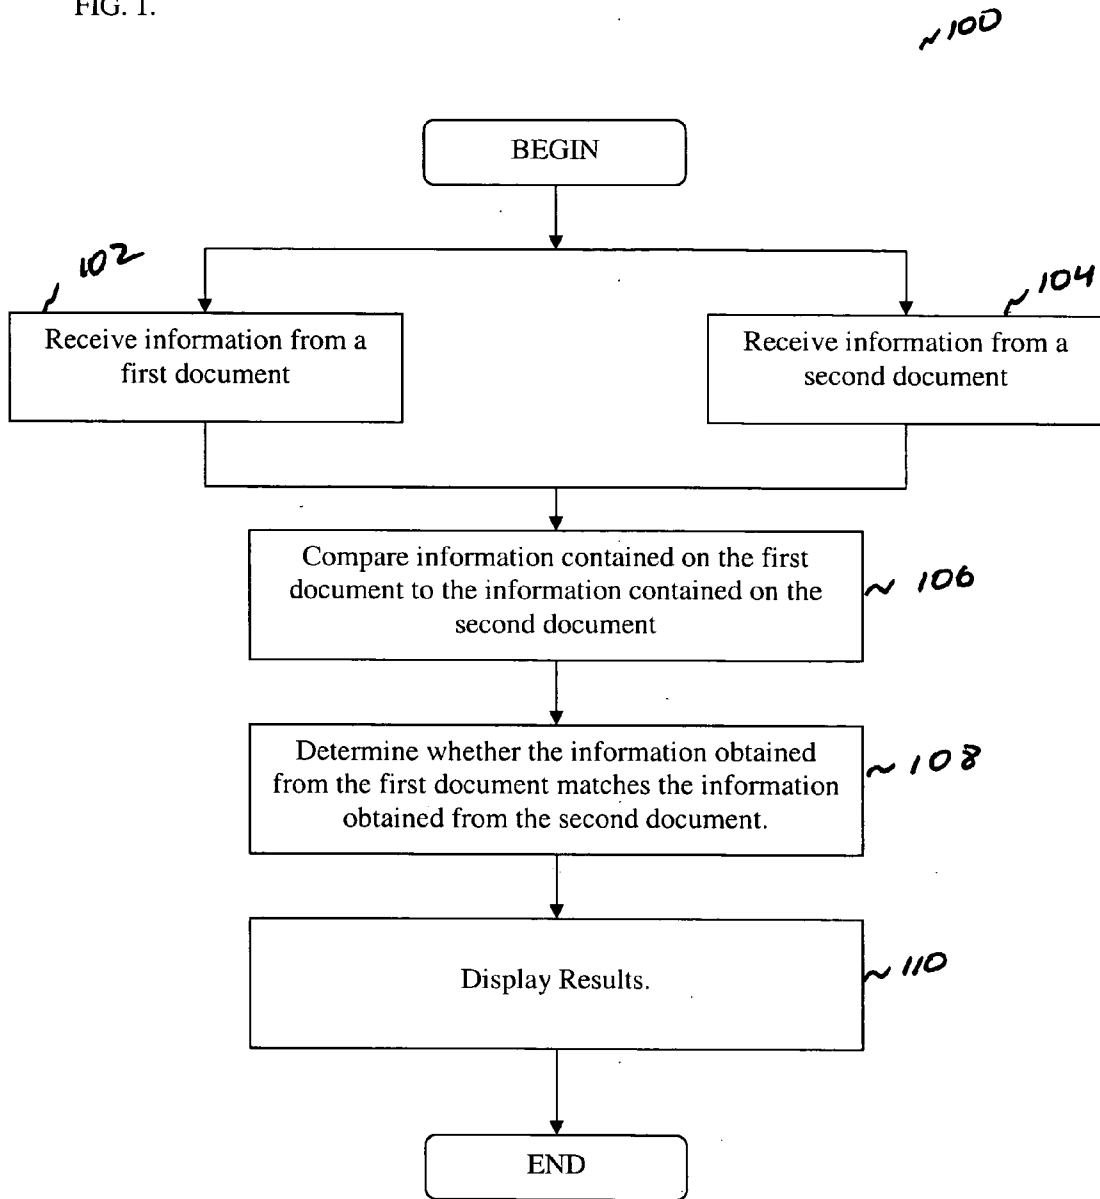 FIG. 1.
100
BEGIN
102
104
Receive information from a
first document
Receive information from a
second document
Compare information contained on the first
document to the information contained on the
second document
106
Determine whether the information obtained
from the first document matches the information
obtained from the second document.
108
Display Results.
110
END